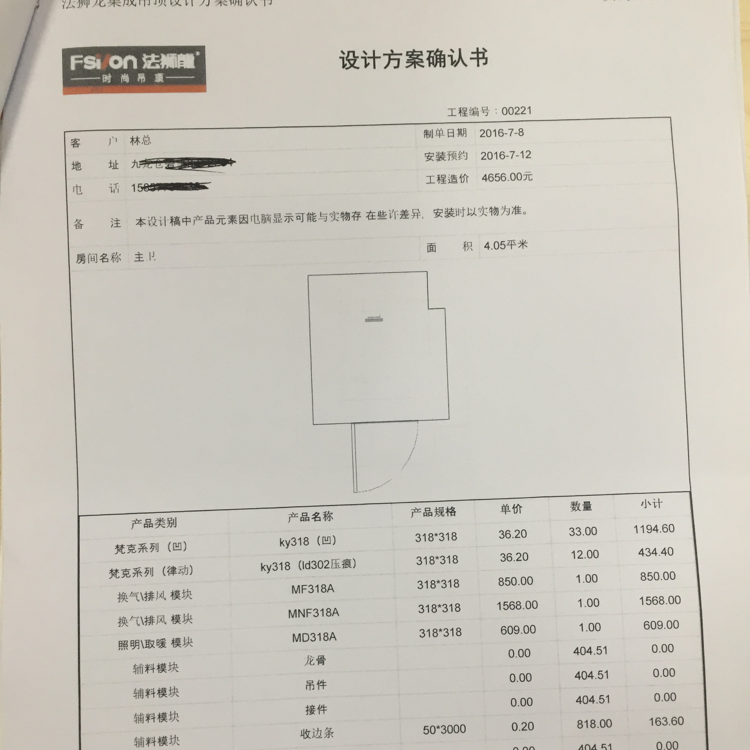 法狮龙集成吊顶设计方案确认书
Fsilon 法狮龍
时尚吊顶
设计方案确认书
工程编号：00221
客 户 林总 制单日期 2016-7-8
地 址 安装预约 2016-7-12
电 话 工程造价 4656.00元
备 注 本设计稿中产品元素因电脑显示可能与实物存 在些许差异，安装时以实物为准。
房间名称 主卫 面 积 4.05平米
产品类别 产品名称 产品规格 单价 数量 小计
梵克系列（凹） ky318（凹） 318*318 36.20 33.00 1194.60
梵克系列（律动） ky318（ld302压痕） 318*318 36.20 12.00 434.40
换气\排风 模块 MF318A 318*318 850.00 1.00 850.00
换气\排风 模块 MNF318A 318*318 1568.00 1.00 1568.00
照明\取暖 模块 MD318A 318*318 609.00 1.00 609.00
辅料模块 龙骨 0.00 404.51 0.00
辅料模块 吊件 0.00 404.51 0.00
辅料模块 接件 0.00 404.51 0.00
辅料模块 收边条 50*3000 0.20 818.00 163.60
0.00 404.51 0.00